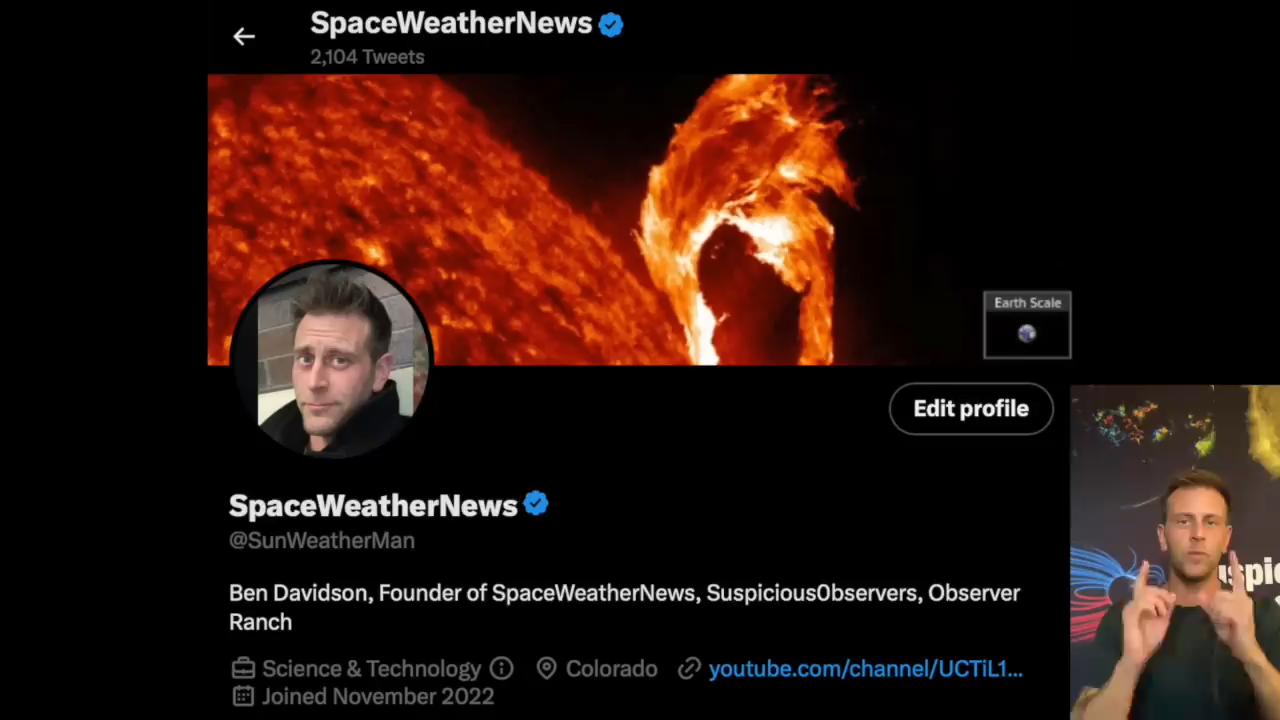 SpaceWeatherNews
2,104 Tweets
Earth Scale
Edit profile
SpaceWeatherNews
@SunWeatherMan
Ben Davidson, Founder of SpaceWeatherNews, Suspicious0bservers, Observer
Ranch
Science & Technology Colorado youtube.com/channel/UCTiL1...
Joined November 2022